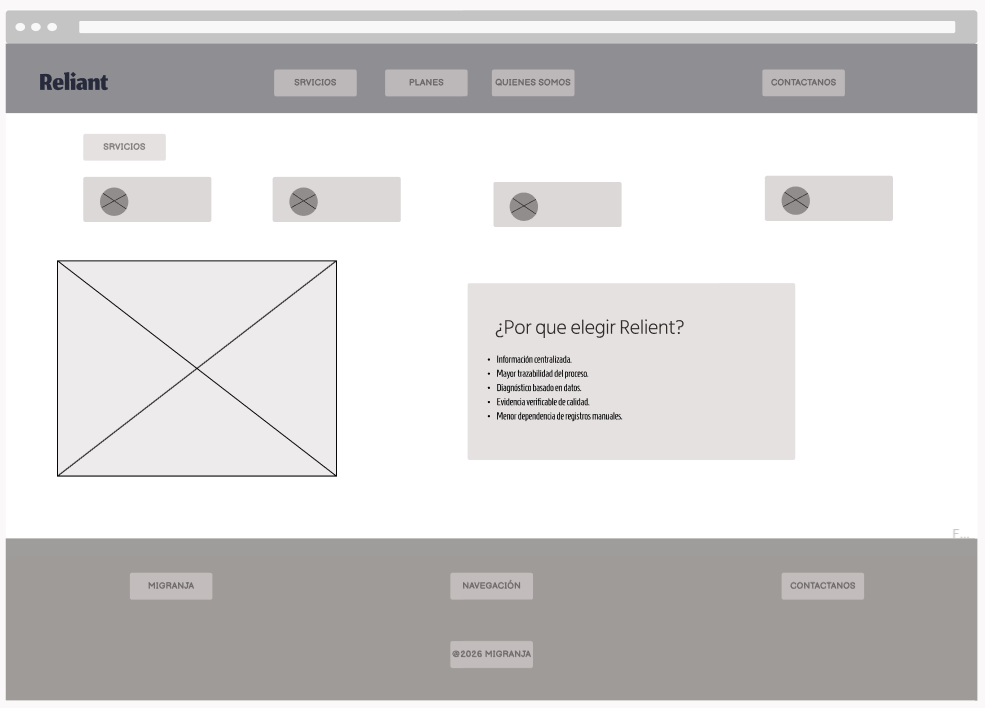 Reliant
SRVICIOS
PLANES
QUIENES SOMOS
CONTACTANOS
SRVICIOS
¿Por que elegir Relient?
• Información centralizada.
• Mayor trazabilidad del proceso.
• Diagnóstico basado en datos.
• Evidencia verificable de calidad.
• Menor dependencia de registros manuales.
F...
MIGRANJA
NAVEGACIÓN
CONTACTANOS
@2026 MIGRANJA